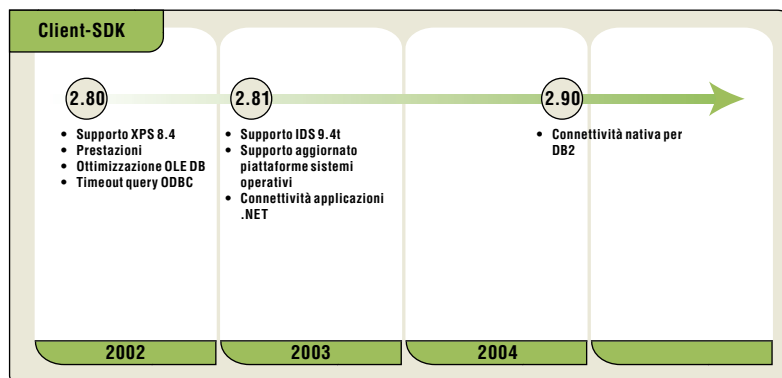 Client-SDK
2.80
2.81
2.90
• Supporto XPS 8.4
• Prestazioni
• Ottimizzazione OLE DB
• Timeout query ODBC
• Supporto IDS 9.4t
• Supporto aggiornato
piattaforme sistemi
operativi
• Connettività applicazioni
.NET
• Connettività nativa per
DB2
2002
2003
2004